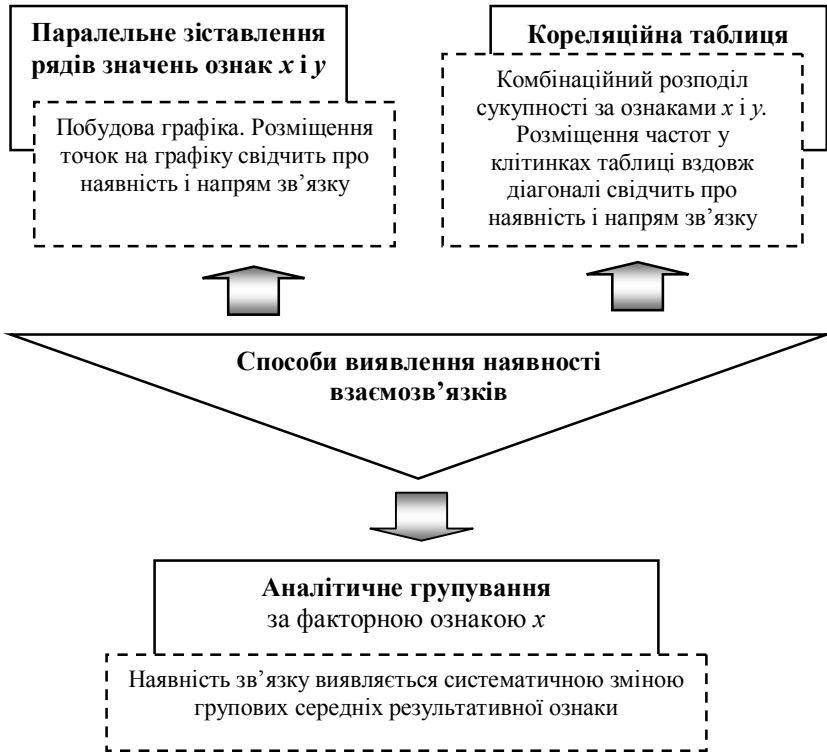 Паралельне зіставлення
рядів значень ознак x і y
Побудова графіка. Розміщення
точок на графіку свідчить про
наявність і напрям зв’язку
Кореляційна таблиця
Комбінаційний розподіл
сукупності за ознаками x і y.
Розміщення частот у
клітинках таблиці вздовж
діагоналі свідчить про
наявність і напрям зв’язку
Способи виявлення наявності
взаємозв’язків
Аналітичне групування
за факторною ознакою x
Наявність зв’язку виявляється систематичною зміною
групових середніх результативної ознаки